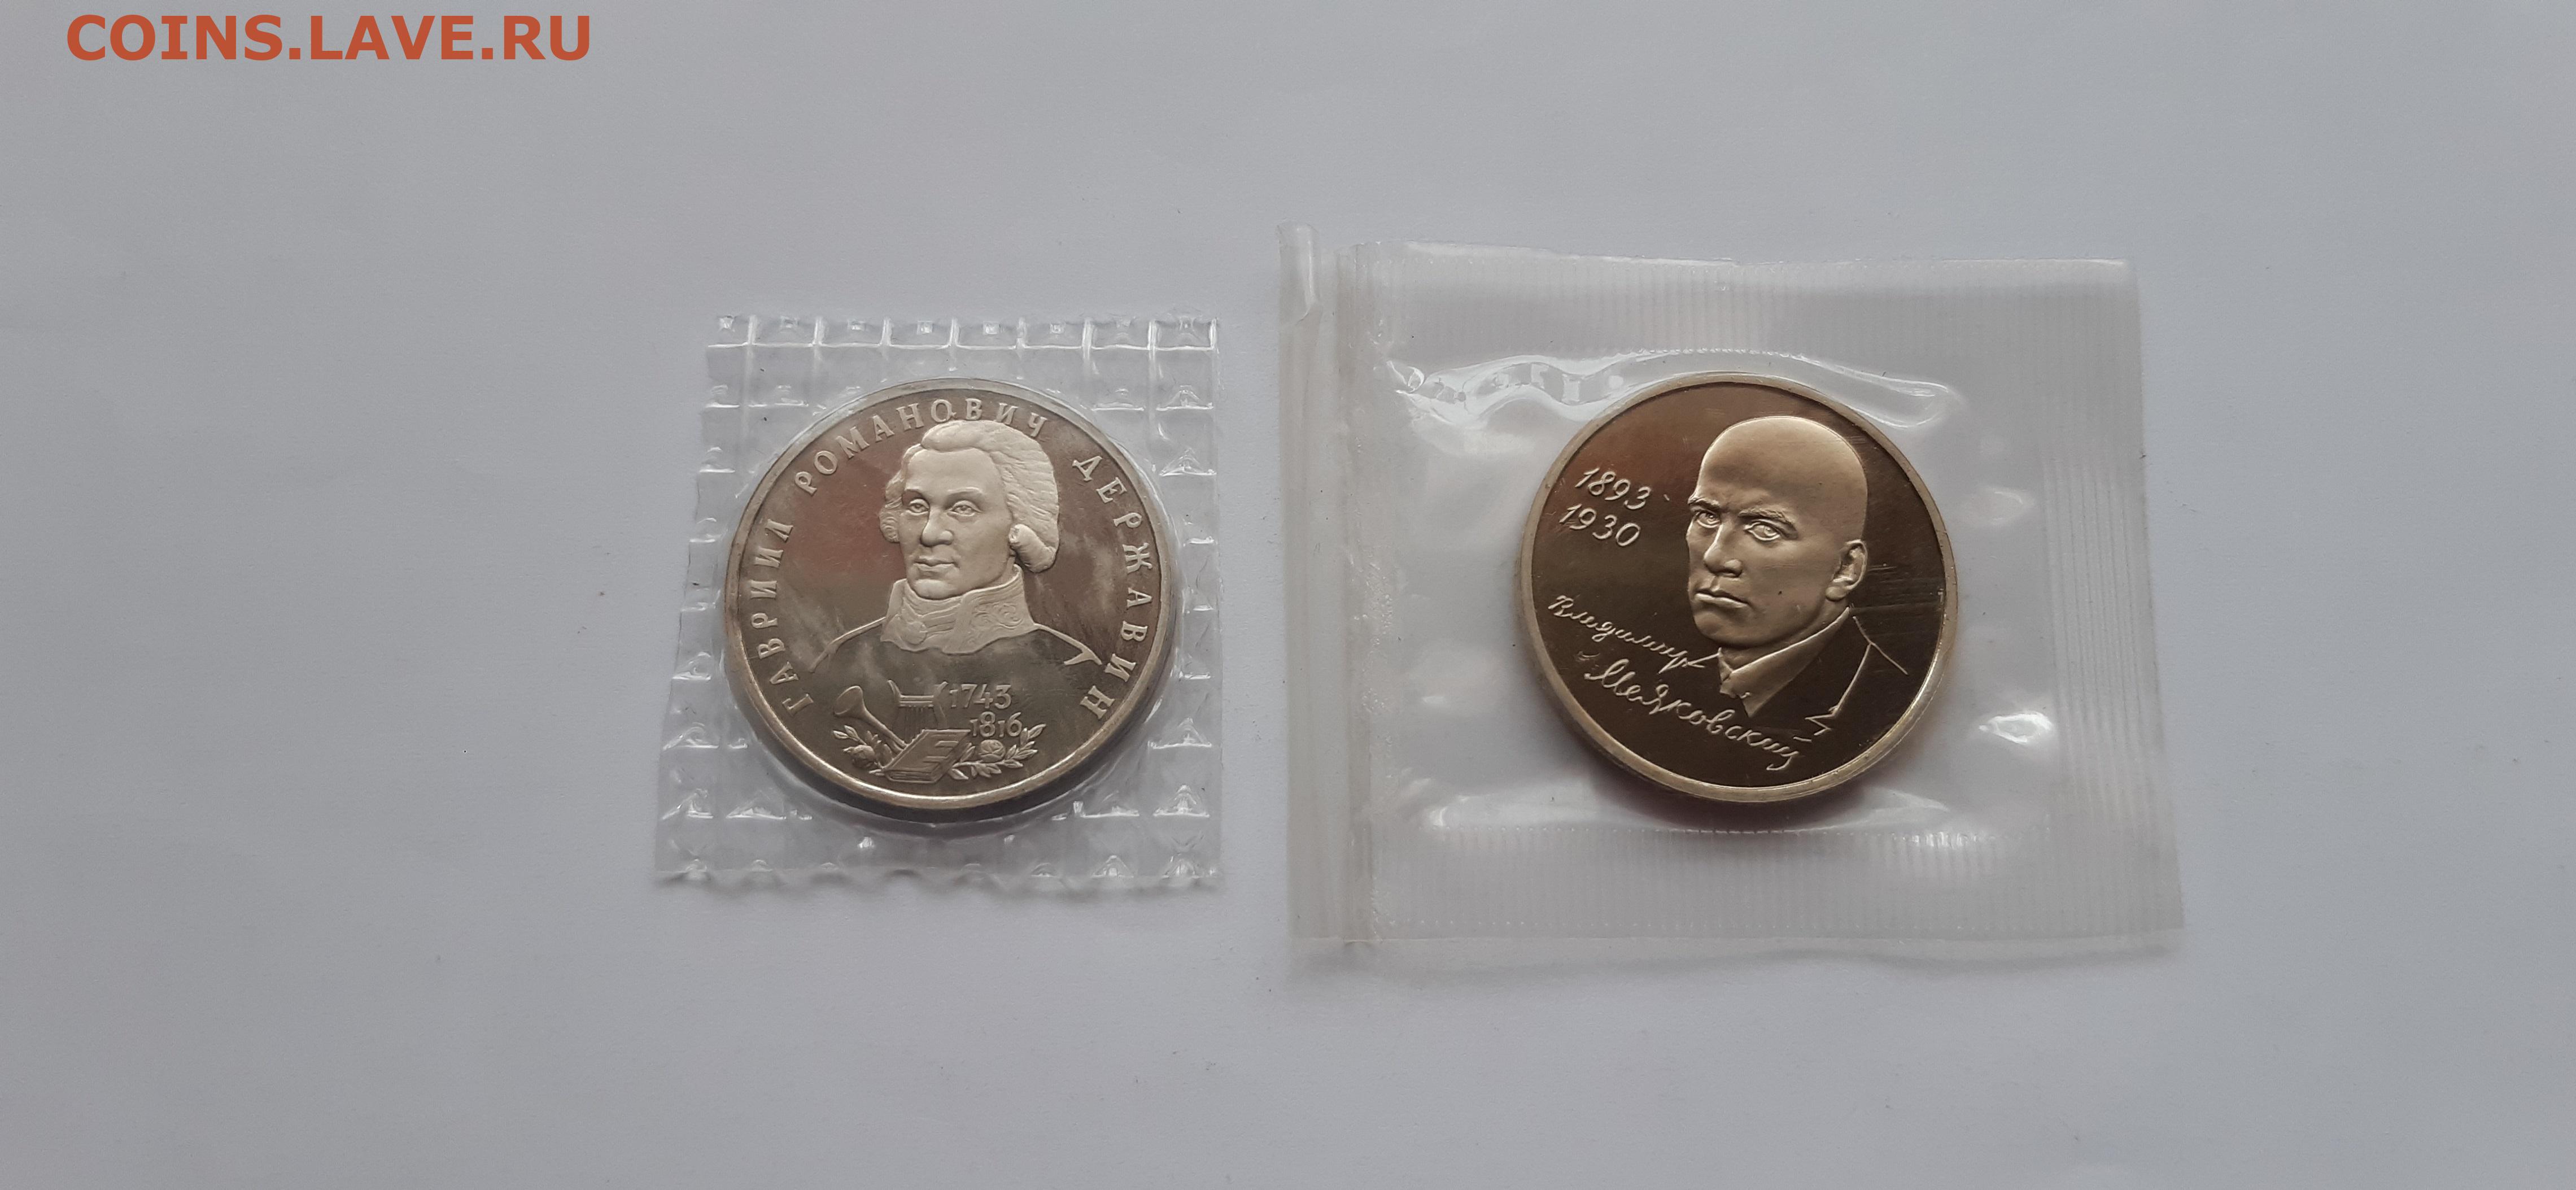 COINS.LAVE.RU
ГАВРИИЛ РОМАНОВИЧ ДЕРЖАВИН
1743
1816
1893
1930
Владимир
Маяковский